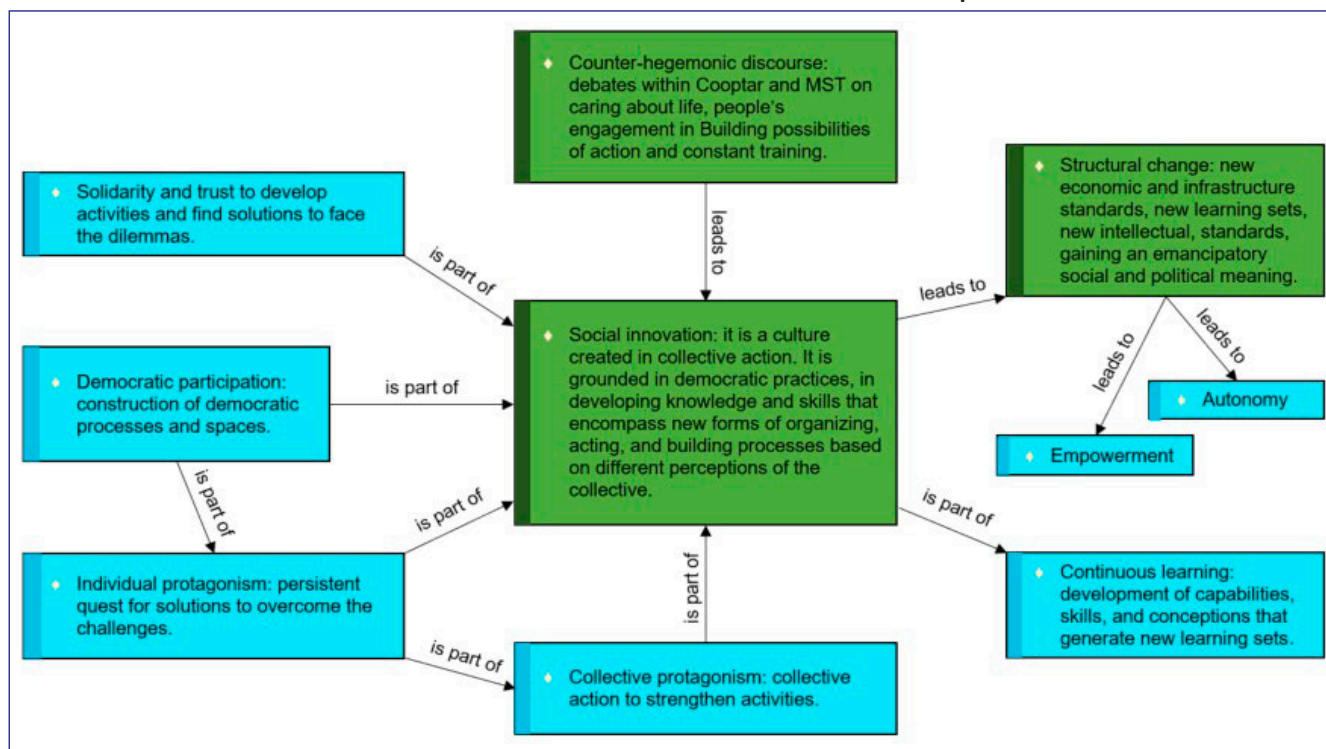 Counter-hegemonic discourse:
debates within Cooptar and MST on
caring about life, people's
engagement in Building possibilities
of action and constant training.
Solidarity and trust to develop
activities and find solutions to face
the dilemmas.
Structural change: new
economic and infrastructure
standards, new learning sets,
new intellectual, standards,
gaining an emancipatory
social and political meaning.
is part of
leads to
leads to
Democratic participation:
construction of democratic
processes and spaces.
is part of
Social innovation: it is a culture
created in collective action. It is
grounded in democratic practices, in
developing knowledge and skills that
encompass new forms of organizing,
acting, and building processes based
on different perceptions of the
collective.
leads to
leads to
Autonomy
Empowerment
is part of
is part of
is part of
Individual protagonism: persistent
quest for solutions to overcome the
challenges.
is part of
is part of
Collective protagonism: collective
action to strengthen activities.
Continuous learning:
development of capabilities,
skills, and conceptions that
generate new learning sets.